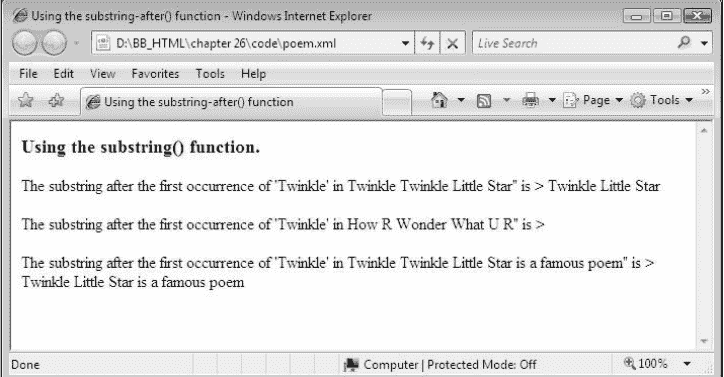 Using the substring-after() function - Windows Internet Explorer
D:\BB_HTML\chapter 26\code\poem.xml
Live Search
File Edit View Favorites Tools Help
Using the substring-after() function
Page
Tools
»
Using the substring() function.
The substring after the first occurrence of 'Twinkle' in Twinkle Twinkle Little Star" is > Twinkle Little Star
The substring after the first occurrence of 'Twinkle' in How R Wonder What U R" is >
The substring after the first occurrence of 'Twinkle' in Twinkle Twinkle Little Star is a famous poem" is >
Twinkle Little Star is a famous poem
Done
Computer | Protected Mode: Off
100%